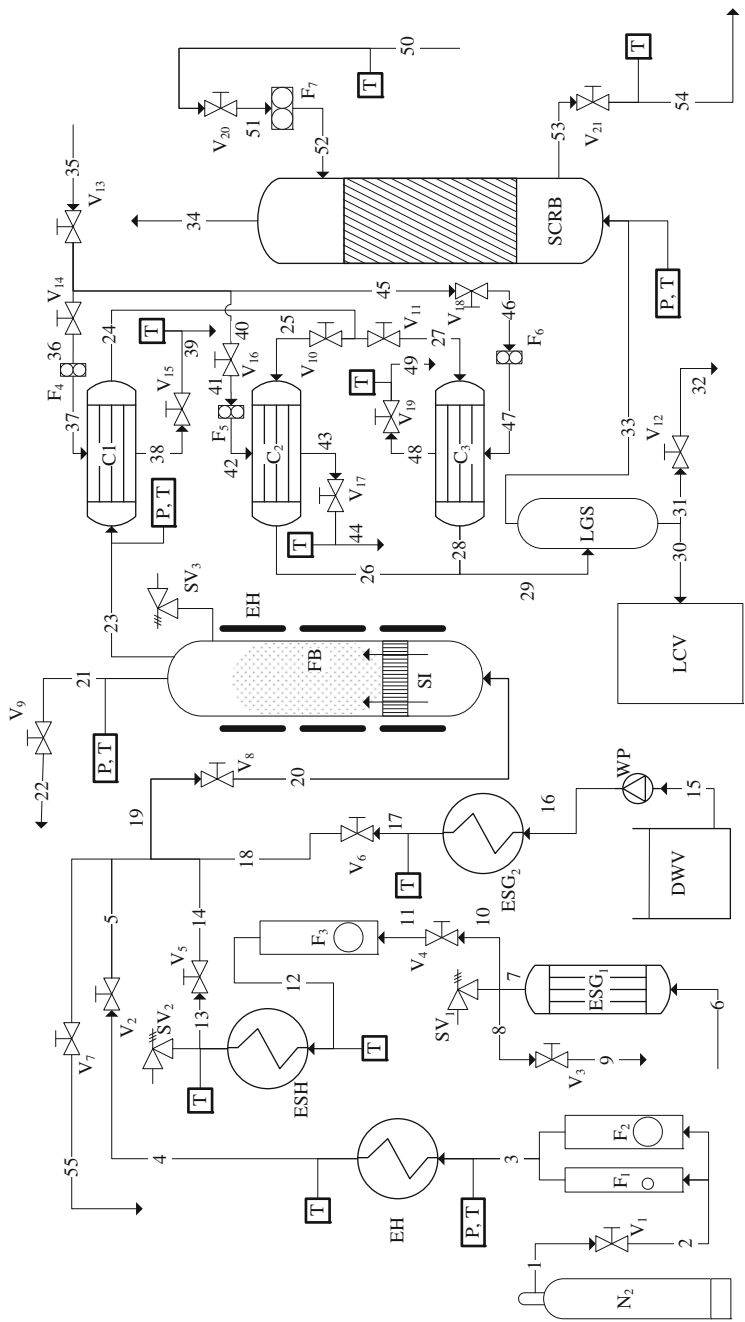 50
T
T
F₇
V₂₀
51
52
53
V₂₁
54
35
V₁₃
34
SCRB
P, T
V₁₄
36
F₄
37
24
C1
T
39
V₁₅
38
P, T
45
40
V₁₆
41
F₅
42
25
V₁₀
V₁₁
27
V₁₈
46
F₆
47
C₂
43
V₁₇
T
44
T
49
V₁₉
48
C₃
26
28
29
33
LGS
V₁₂
32
31
30
LCV
23
SV₃
EH
FB
SI
21
V₉
22
P, T
19
V₈
20
18
V₆
17
T
16
ESG₂
WP
15
DWV
5
V₂
V₇
55
14
V₅
13
SV₂
T
ESH
T
12
F₃
11
V₄
10
7
SV₁
8
V₃
9
ESG₁
6
4
T
EH
P, T
3
F₂
F₁
V₁
2
1
N₂